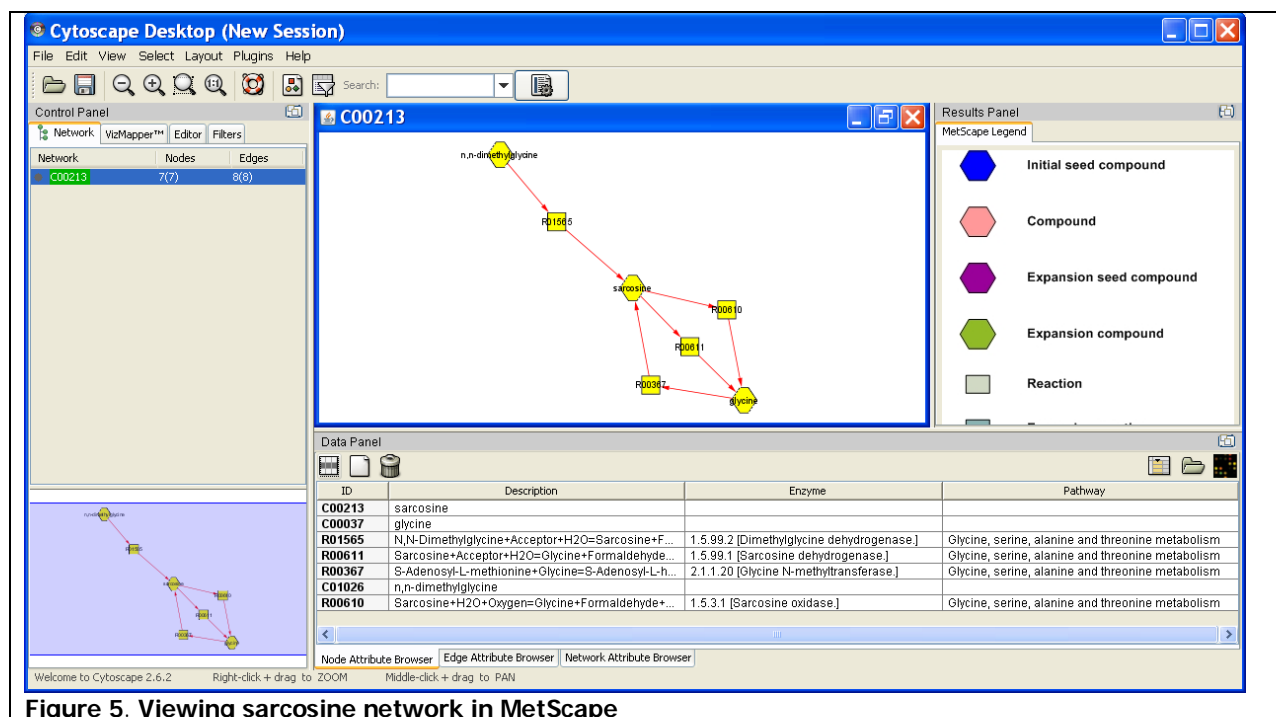 Cytoscape Desktop (New Session)
File Edit View Select Layout Plugins Help
Search:
Control Panel
Network VizMapper™ Editor Filters
Network Nodes Edges
C00213 7(7) 8(8)
C00213
n,n-dimethylglycine
R01565
sarcosine
R00610
R00611
R00367
glycine
Results Panel
MetScape Legend
Initial seed compound
Compound
Expansion seed compound
Expansion compound
Reaction
Data Panel
ID Description Enzyme Pathway
C00213 sarcosine
C00037 glycine
R01565 N,N-Dimethylglycine+Acceptor+H2O=Sarcosine+F... 1.5.99.2 [Dimethylglycine dehydrogenase.] Glycine, serine, alanine and threonine metabolism
R00611 Sarcosine+Acceptor+H2O=Glycine+Formaldehyde... 1.5.99.1 [Sarcosine dehydrogenase.] Glycine, serine, alanine and threonine metabolism
R00367 S-Adenosyl-L-methionine+Glycine=S-Adenosyl-L-h... 2.1.1.20 [Glycine N-methyltransferase.] Glycine, serine, alanine and threonine metabolism
C01026 n,n-dimethylglycine
R00610 Sarcosine+H2O+Oxygen=Glycine+Formaldehyde+... 1.5.3.1 [Sarcosine oxidase.] Glycine, serine, alanine and threonine metabolism
Node Attribute Browser Edge Attribute Browser Network Attribute Browser
n,n-dimethylglycine
R01565
sarcosine
R00610
R00611
R00367
glycine
Welcome to Cytoscape 2.6.2 Right-click + drag to ZOOM Middle-click + drag to PAN
Figure 5. Viewing sarcosine network in MetScape